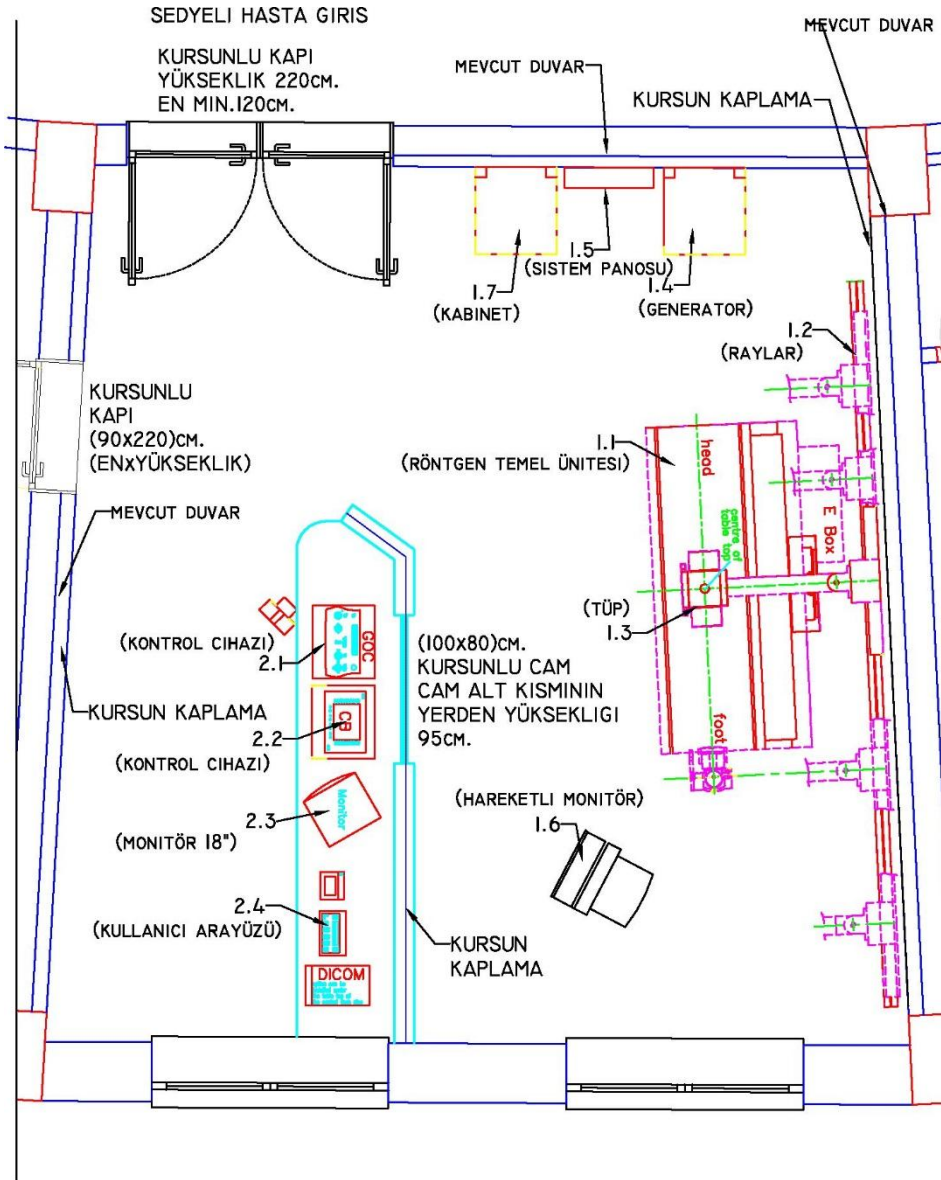 SEDYELI HASTA GIRIS
KURSUNLU KAPI
YÜKSEKLIK 220CM.
EN MIN.120CM.
MEVCUT DUVAR
MEVCUT DUVAR
KURSUN KAPLAMA
1.5
(SISTEM PANOSU)
1.7
(KABINET)
1.4
(GENERATOR)
1.2
(RAYLAR)
KURSUNLU
KAPI
(90X220)CM.
(ENXYÜKSEKLIK)
1.1
(RÖNTGEN TEMEL ÜNITESI)
head
E Box
centre of
table top
MEVCUT DUVAR
(TÜP)
1.3
(KONTROL CIHAZI)
2.1
GOC
(100X80)CM.
KURSUNLU CAM
CAM ALT KISMININ
YERDEN YÜKSEKLIGI
95CM.
KURSUN KAPLAMA
2.2
CB
(KONTROL CIHAZI)
foot
2.3
Monitor
(MONITÖR 18")
(HAREKETLI MONITÖR)
1.6
2.4
(KULLANICI ARAYÜZÜ)
KURSUN
KAPLAMA
DICOM